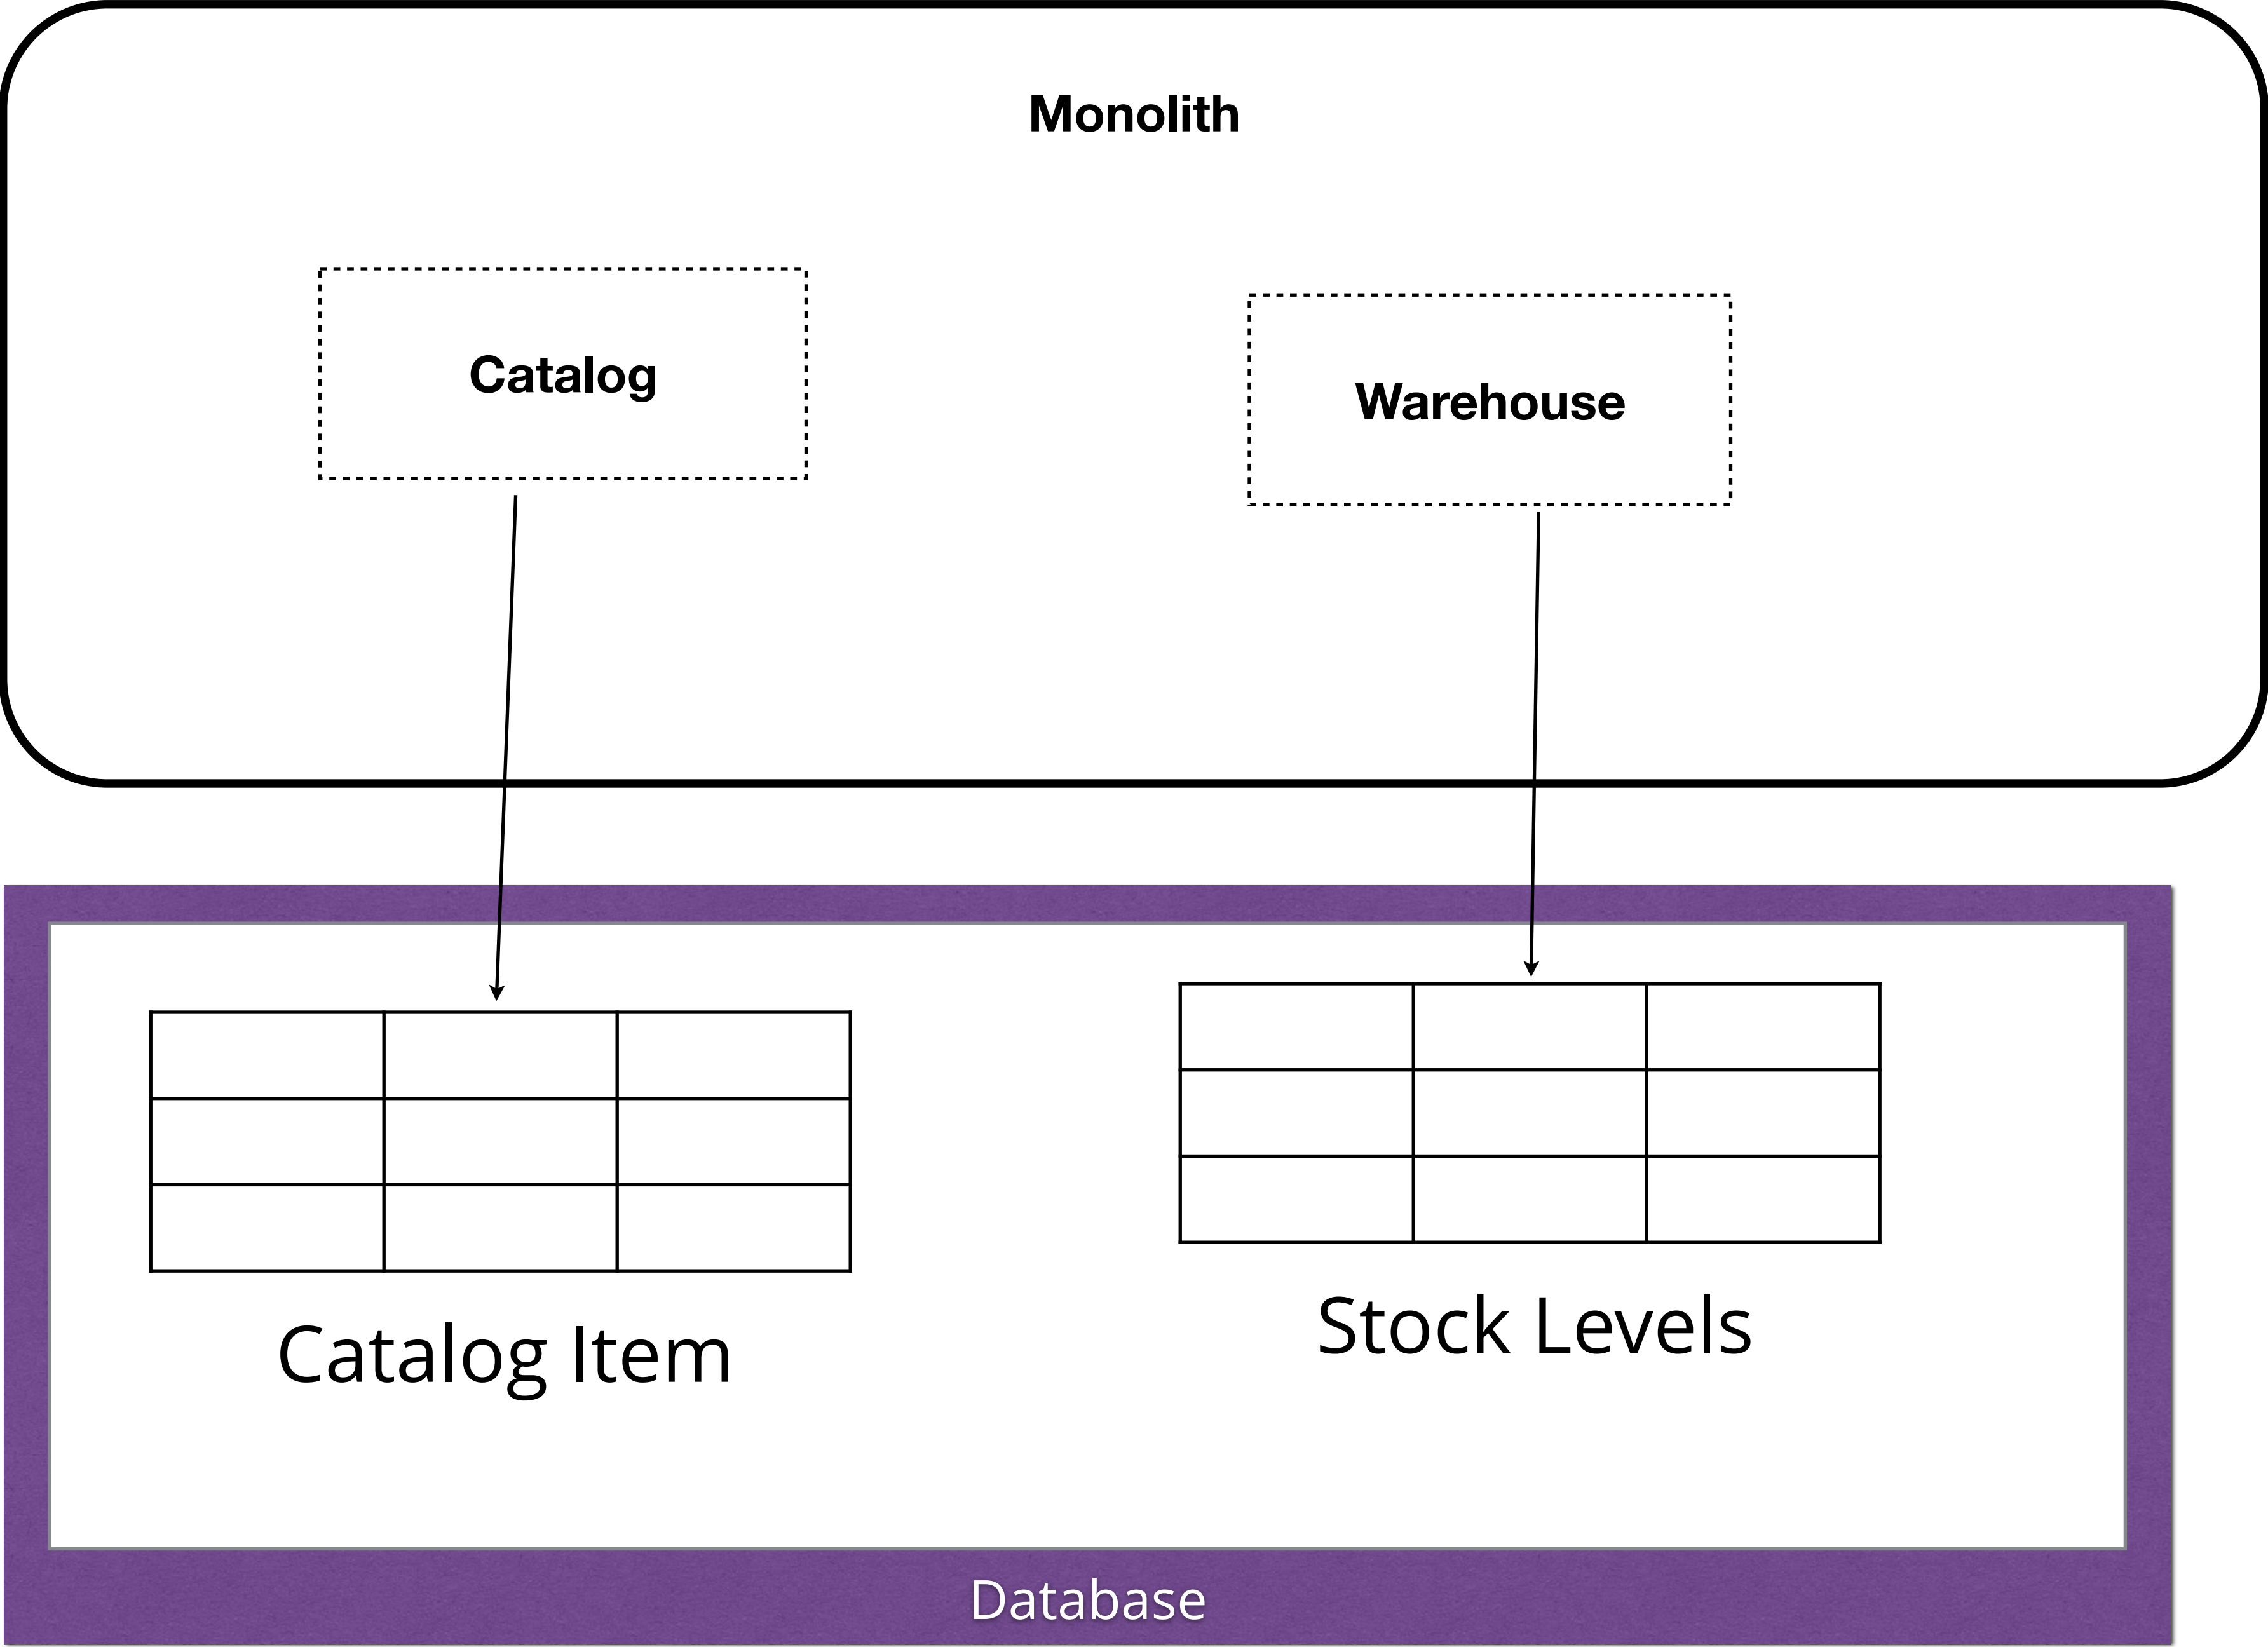 Monolith
Catalog
Warehouse
Catalog Item
Stock Levels
Database